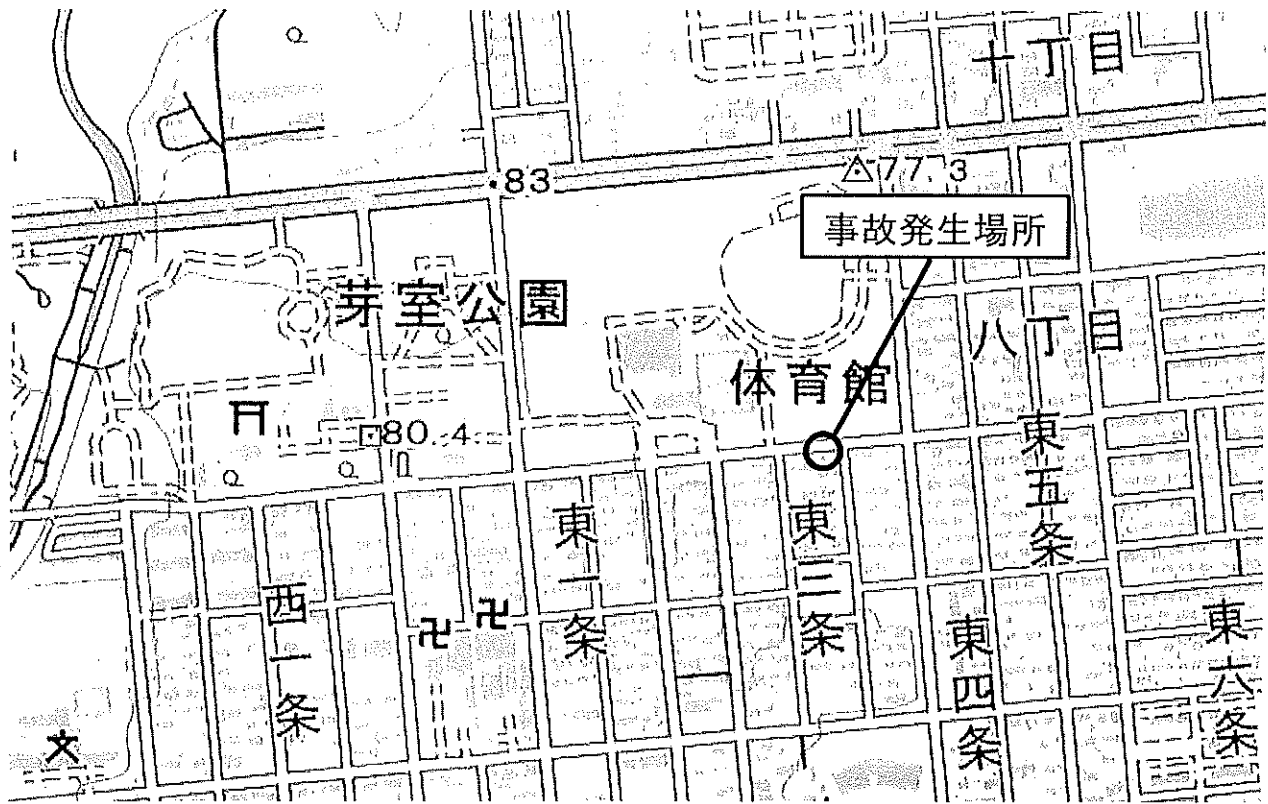 十丁目
83
77.3
事故発生場所
芽室公園
八丁目
体育館
80.4
東五条
東一条
東三条
西一条
東四条
東六条